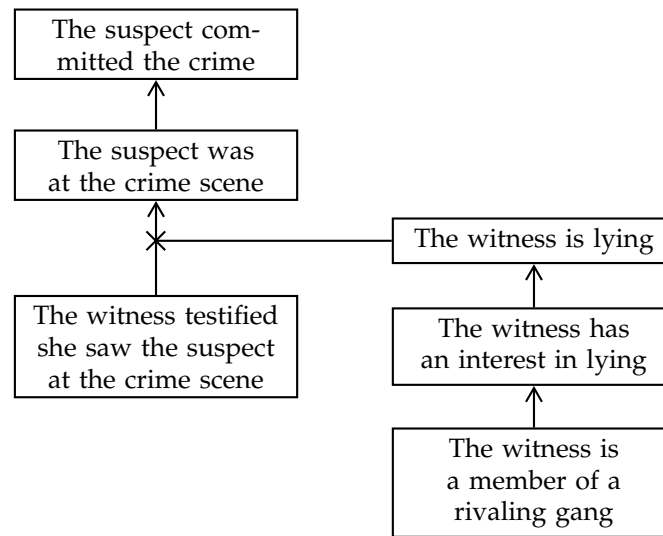 The suspect com-
mitted the crime
The suspect was
at the crime scene
The witness is lying
The witness testified
she saw the suspect
at the crime scene
The witness has
an interest in lying
The witness is
a member of a
rivaling gang